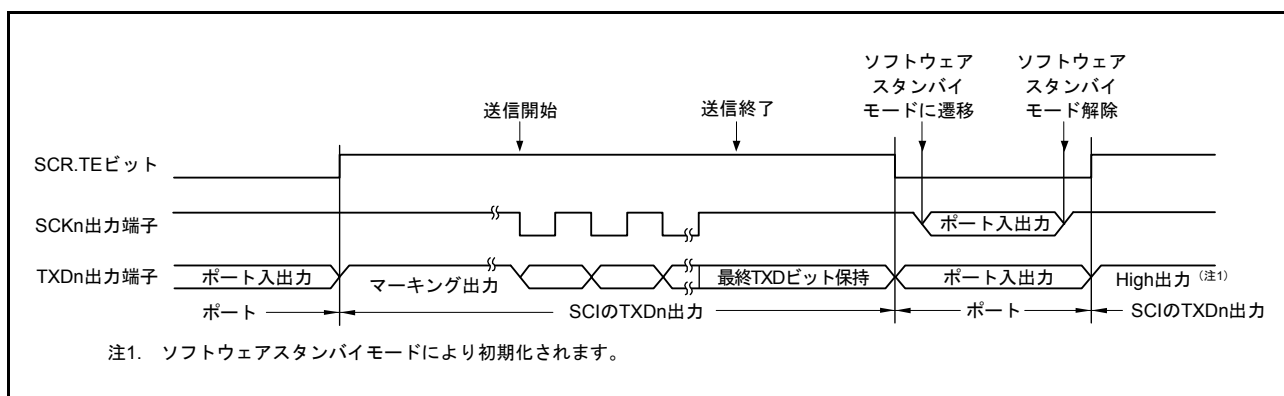 ソフトウェア
スタンバイ
モードに遷移
ソフトウェア
スタンバイ
モード解除
送信開始
送信終了
SCR.TEビット
SCKn出力端子
ポート入出力
TXDn出力端子
ポート入出力
マーキング出力
最終TXDビット保持
ポート入出力
High出力(注1)
ポート
SCIのTXDn出力
ポート
SCIのTXDn出力
注1. ソフトウェアスタンバイモードにより初期化されます。